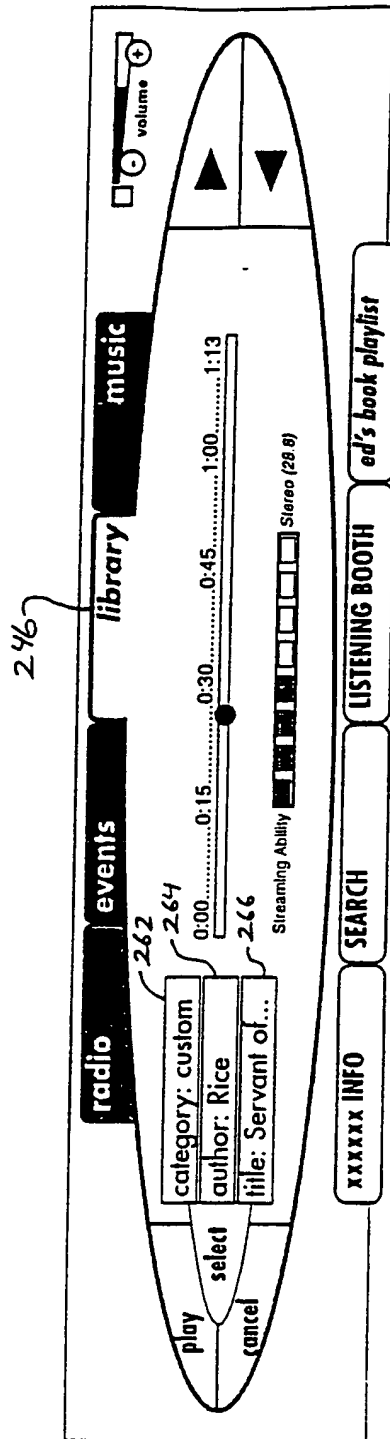 246
radio
events
library
music
volume
category: custom
author: Rice
title: Servant of...
262
264
266
0:00.........0:15.........0:30.........0:45.........1:00.........1:13
Streaming Ability
Stereo (28.8)
play
select
cancel
xxxxxx INFO
SEARCH
LISTENING BOOTH
ed's book playlist